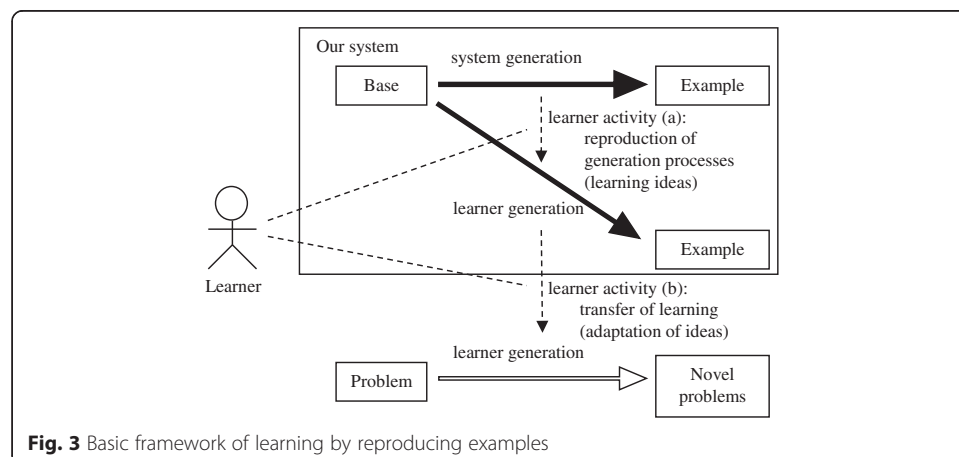 Our system
system generation
Base
Example
learner activity (a):
reproduction of
generation processes
(learning ideas)
learner generation
Example
Learner
learner activity (b):
transfer of learning
(adaptation of ideas)
learner generation
Problem
Novel
problems
Fig. 3 Basic framework of learning by reproducing examples